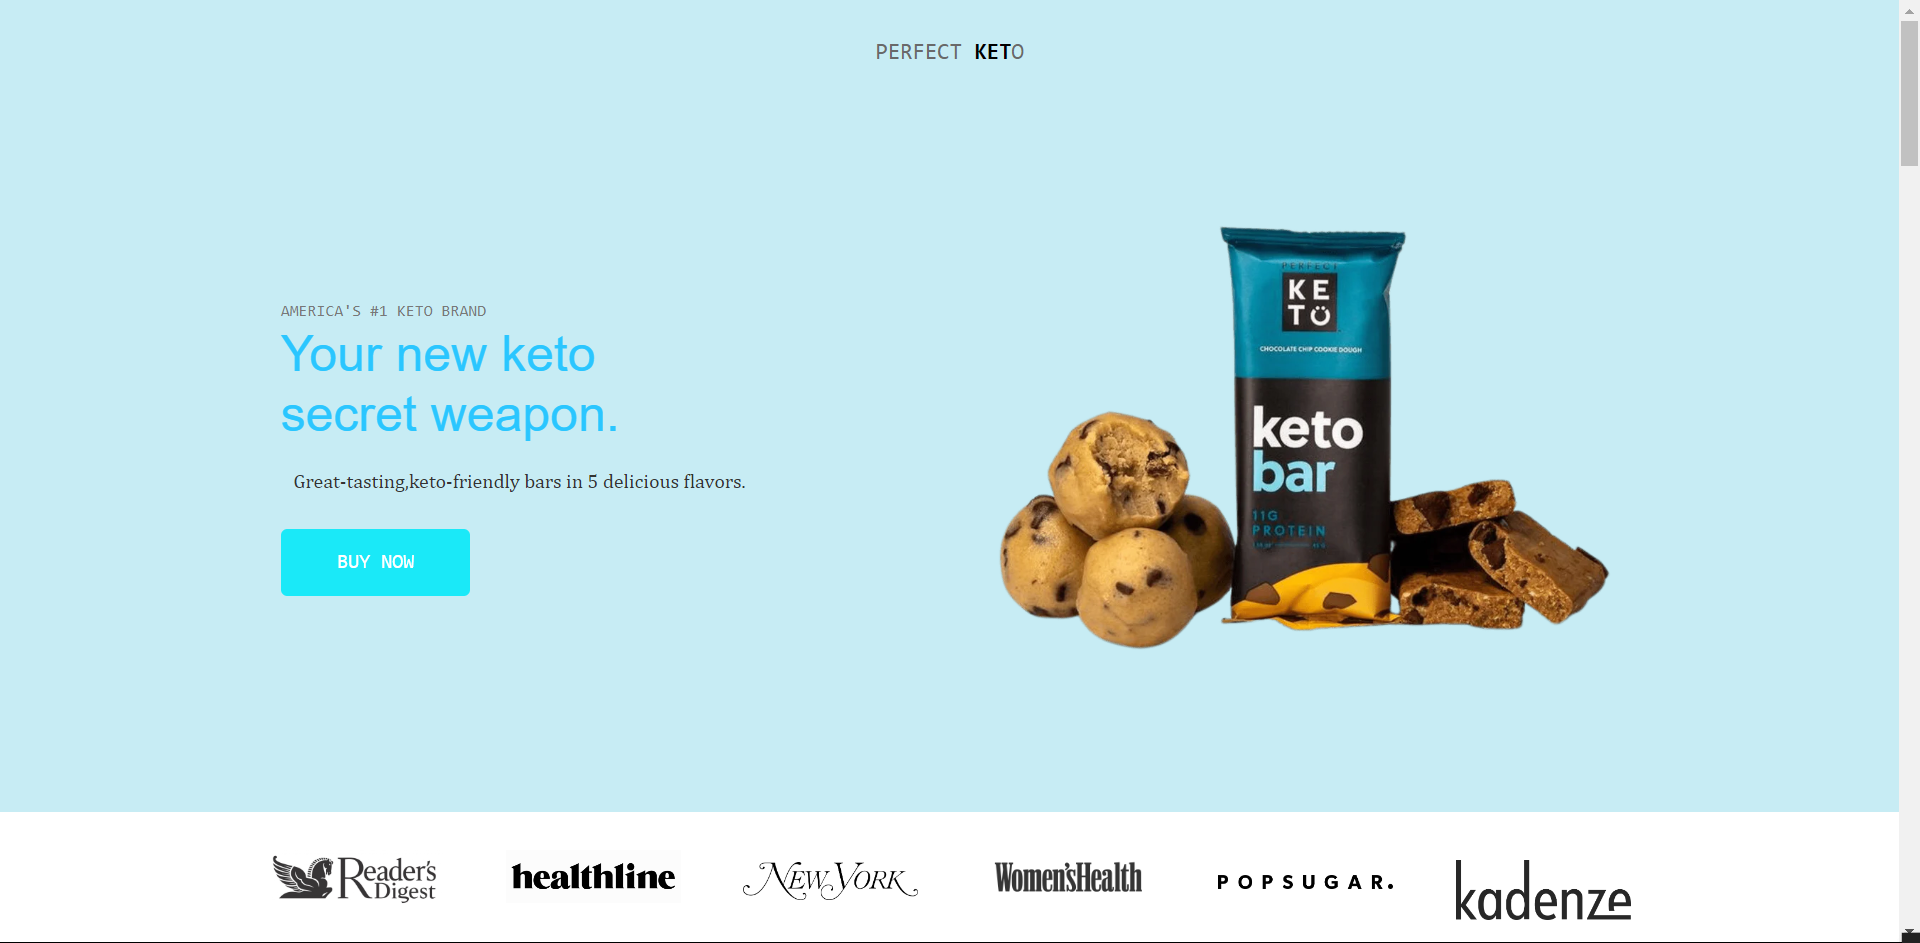 PERFECT KETO
AMERICA'S #1 KETO BRAND
Your new keto
secret weapon.
Great-tasting,keto-friendly bars in 5 delicious flavors.
BUY NOW
PERFECT
KE
TO
CHOCOLATE CHIP COOKIE DOUGH
keto
bar
11G
PROTEIN
Reader's
Digest
healthline
NEW YORK
Women'sHealth
POPSUGAR.
kadenze